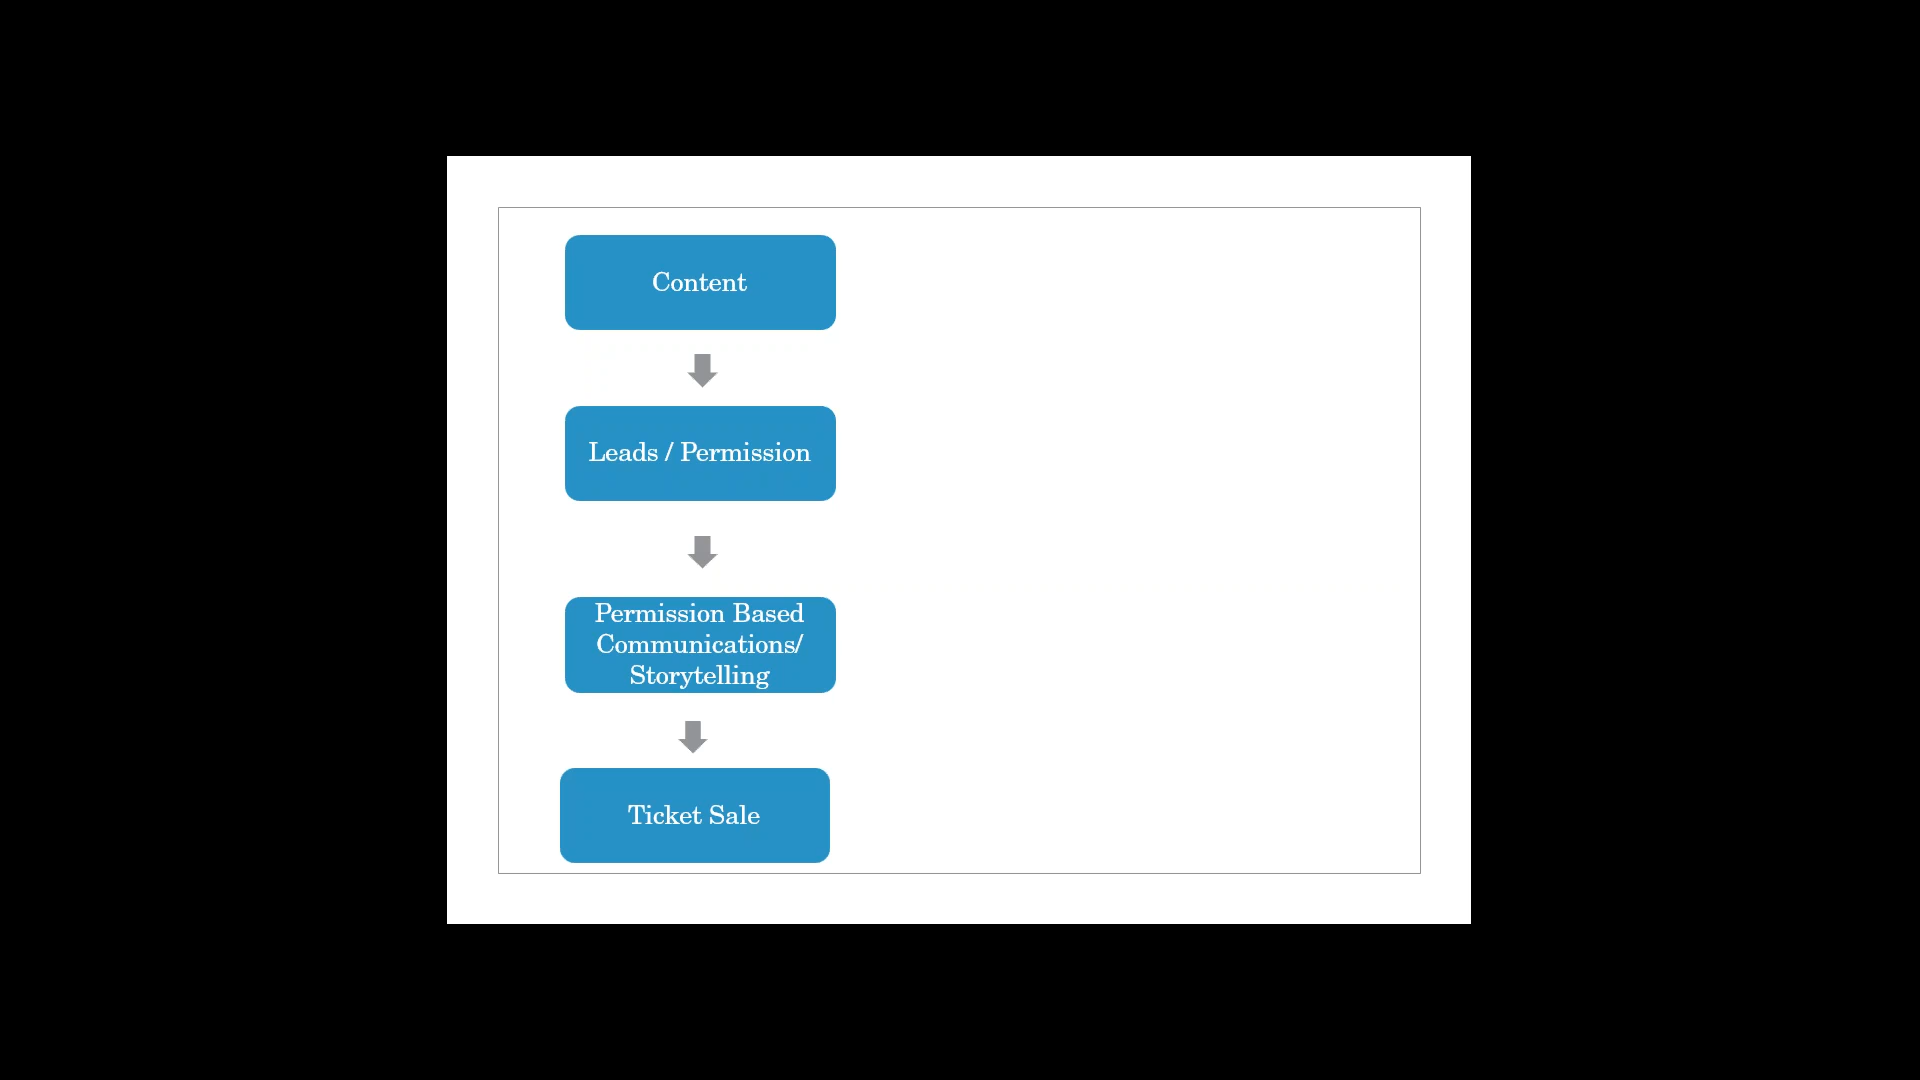 Content
Leads / Permission
Permission Based
Communications/
Storytelling
Ticket Sale